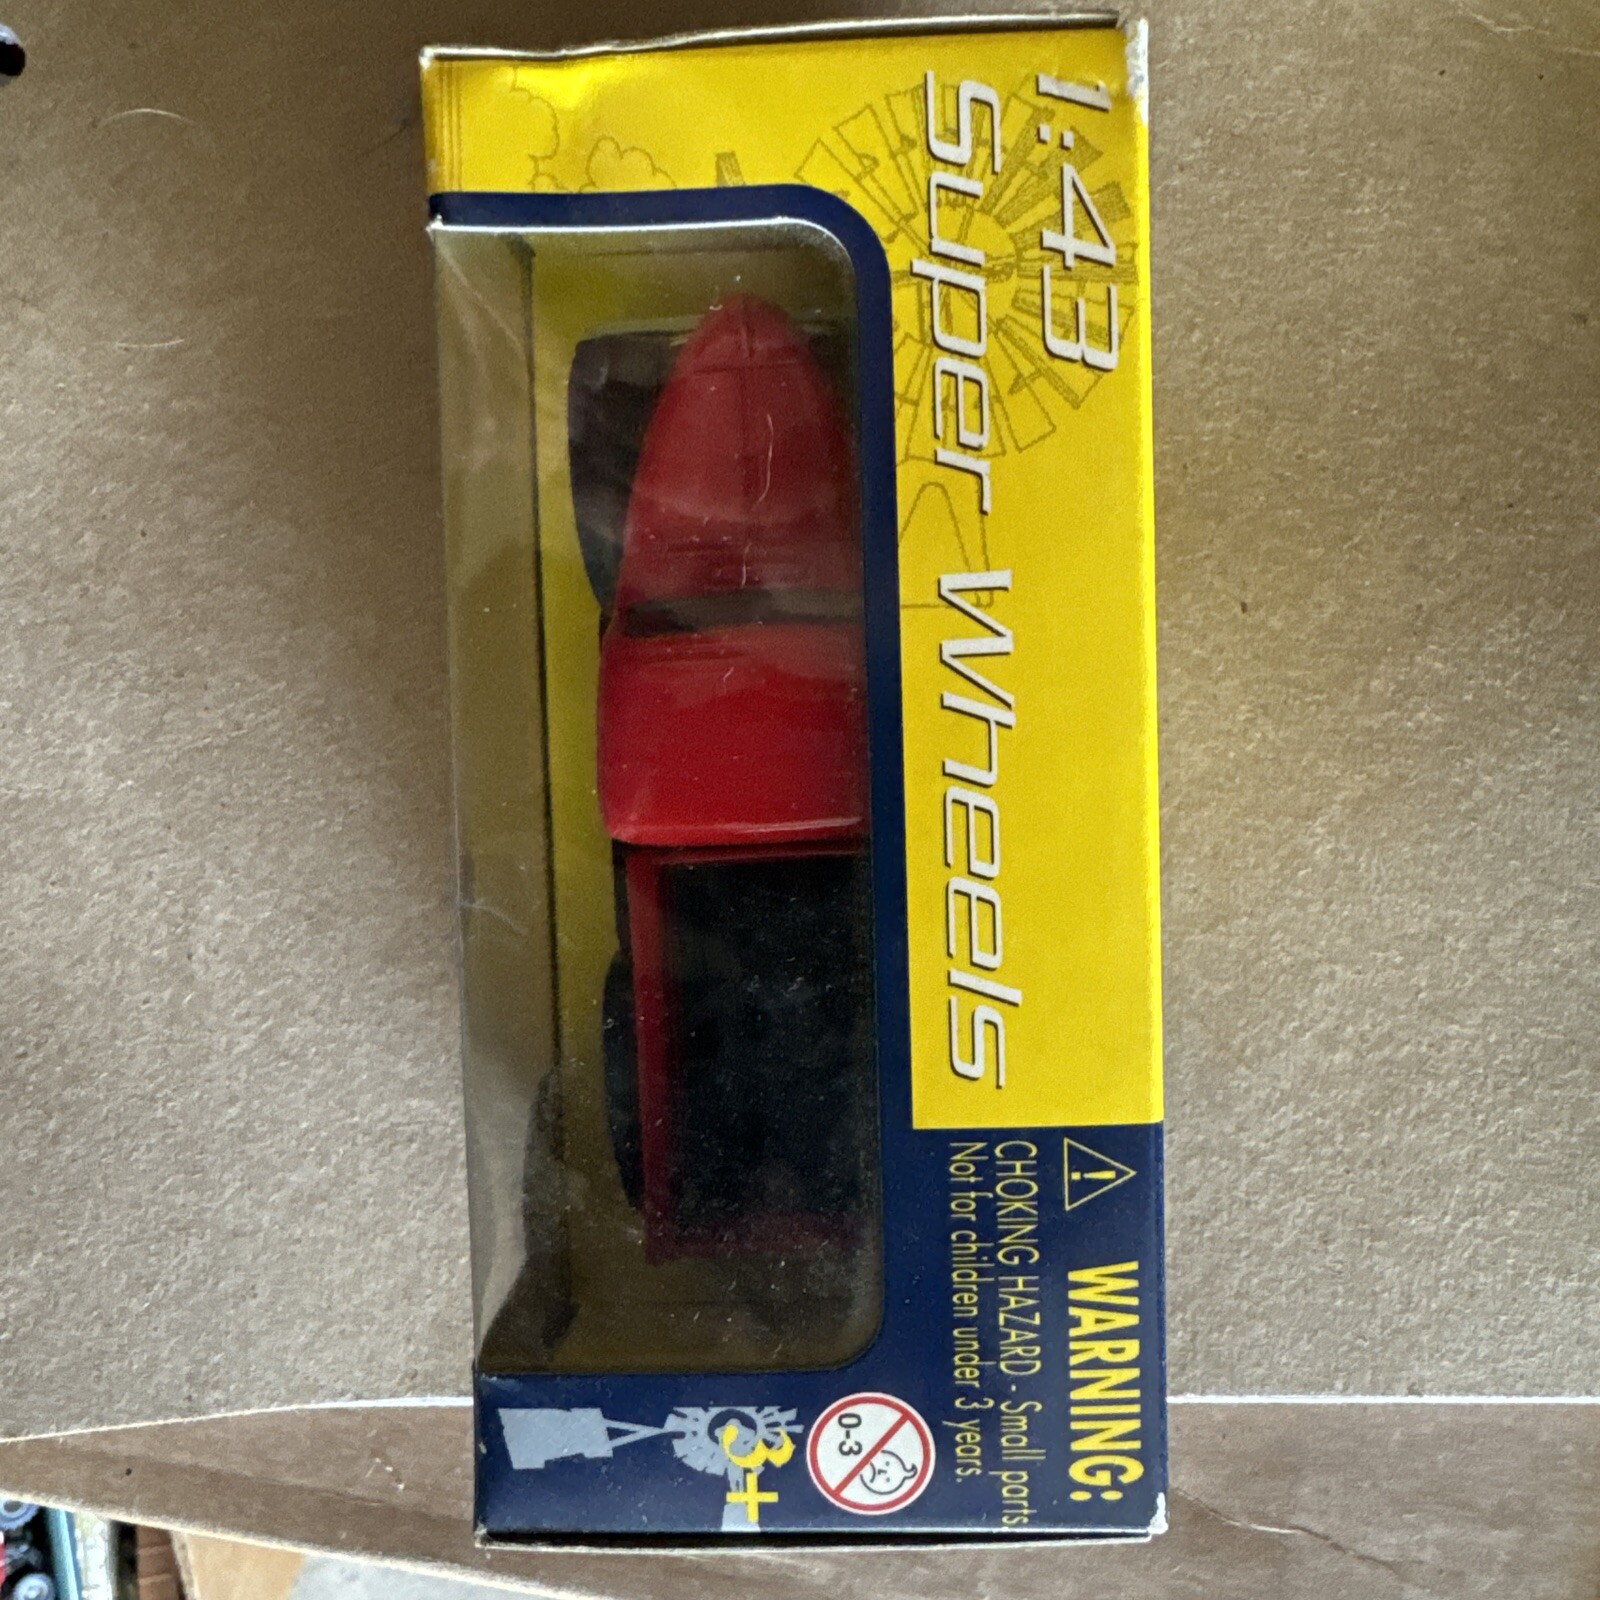 1:43
Super Wheels
WARNING:
CHOKING HAZARD - Small parts.
Not for children under 3 years.
0-3
3+